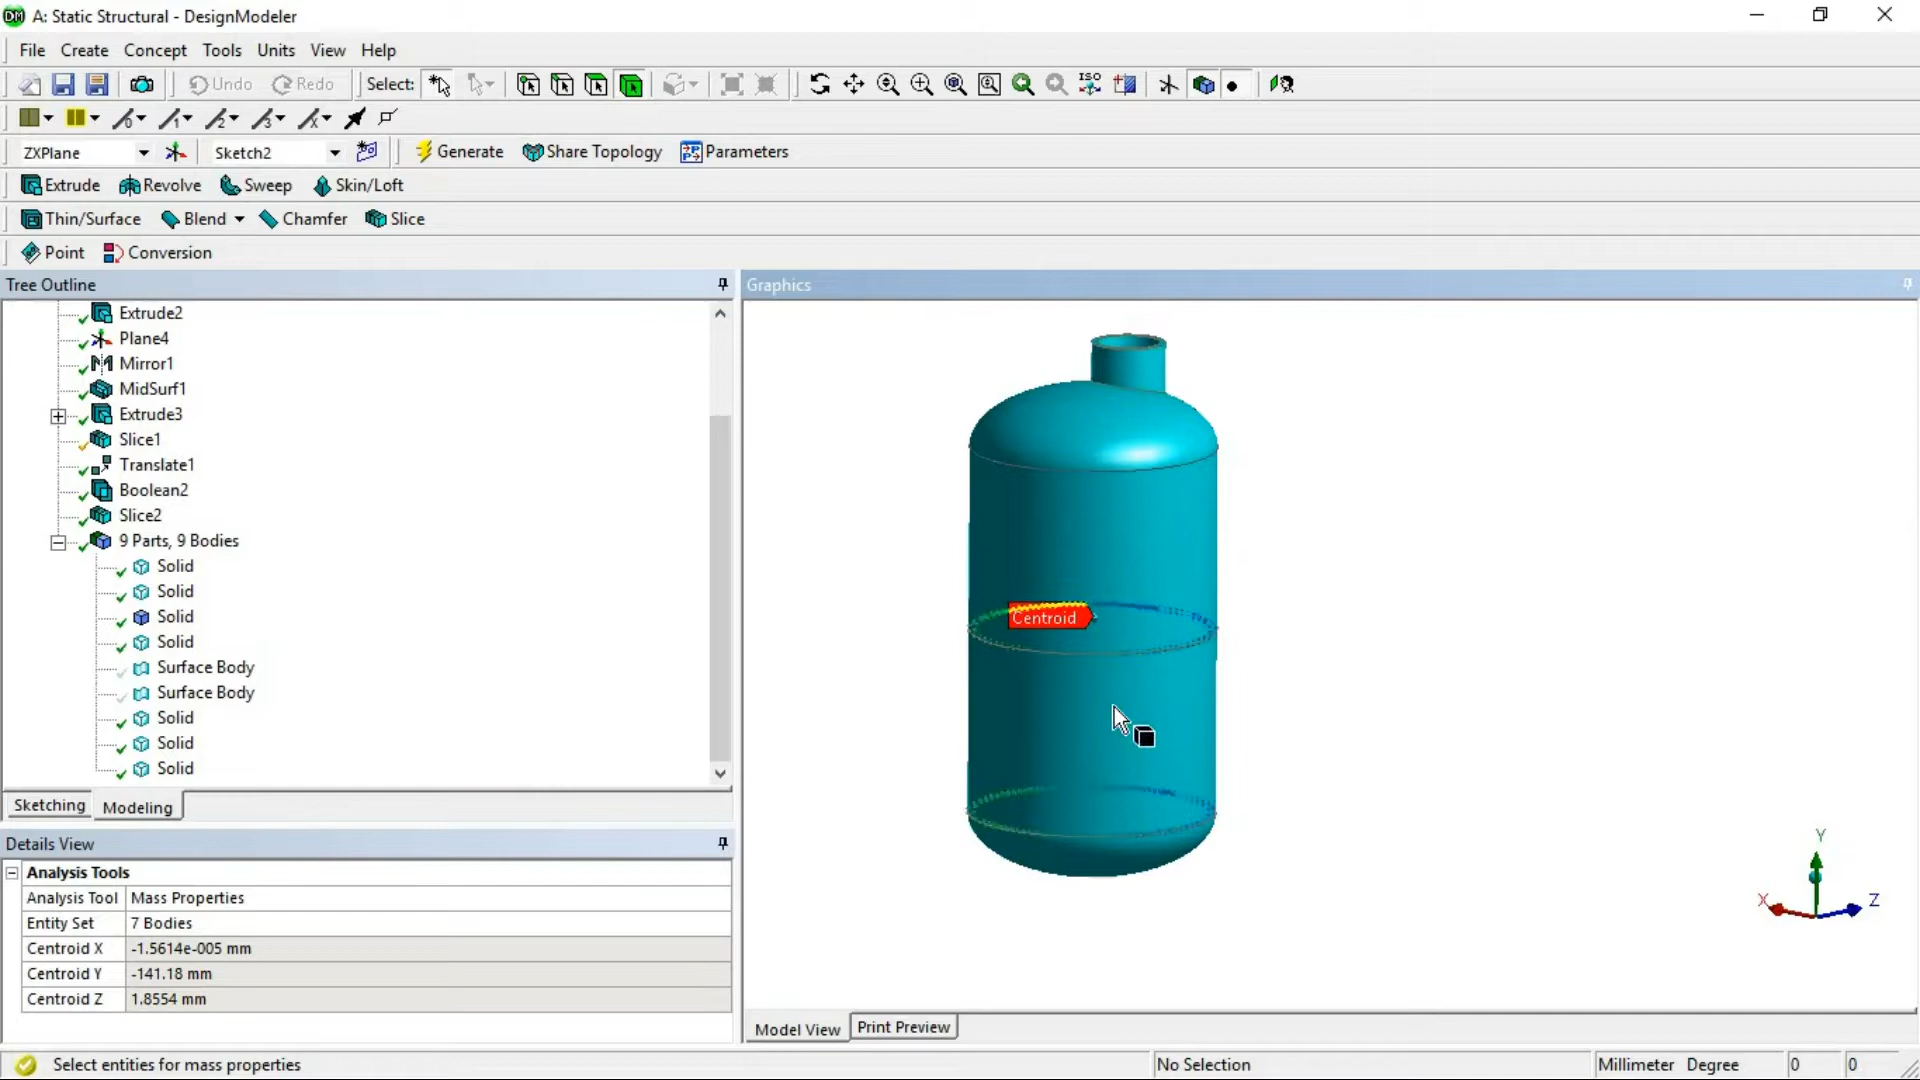 A: Static Structural - DesignModeler
File Create Concept Tools Units View Help
Undo Redo Select: ISO
ZXPlane Sketch2 Generate Share Topology Parameters
Extrude Revolve Sweep Skin/Loft
Thin/Surface Blend Chamfer Slice
Point Conversion
Tree Outline
Extrude2
Plane4
Mirror1
MidSurf1
Extrude3
Slice1
Translate1
Boolean2
Slice2
9 Parts, 9 Bodies
Solid
Solid
Solid
Solid
Surface Body
Surface Body
Solid
Solid
Solid
Sketching Modeling
Details View
Analysis Tools
Analysis Tool Mass Properties
Entity Set 7 Bodies
Centroid X -1.5614e-005 mm
Centroid Y -141.18 mm
Centroid Z 1.8554 mm
Graphics
Centroid
Y
X
Z
Model View Print Preview
Select entities for mass properties No Selection Millimeter Degree 0 0